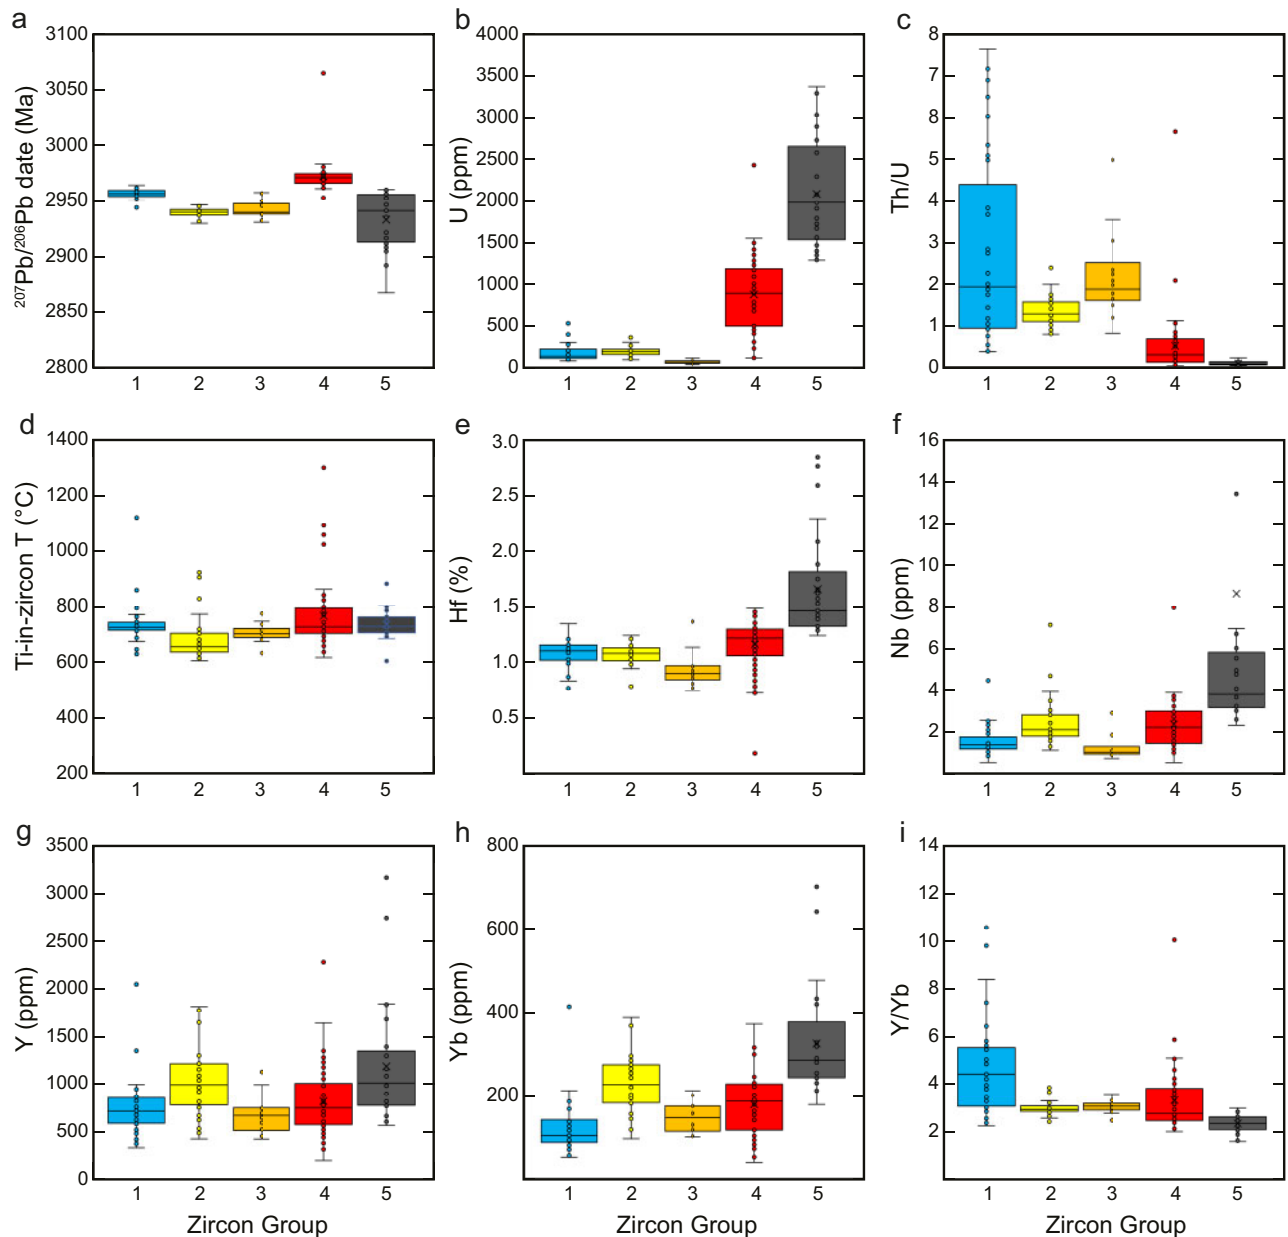 a
3100
3050
3000
2950
2900
2850
2800
²⁰⁷Pb/²⁰⁶Pb date (Ma)
1 2 3 4 5
b
4000
3500
3000
2500
2000
1500
1000
500
0
U (ppm)
1 2 3 4 5
c
8
7
8
5
4
3
2
1
0
Th/U
1 2 3 4 5
d
1400
1200
1000
800
600
400
200
Ti-in-zircon T (°C)
1 2 3 4 5
e
3.0
2.5
2.0
1.5
1.0
0.5
Hf (%)
1 2 3 4 5
f
16
14
12
10
8
6
4
2
Nb (ppm)
1 2 3 4 5
g
3500
3000
2500
2000
1500
1000
500
0
Y (ppm)
1 2 3 4 5
Zircon Group
h
800
600
400
200
Yb (ppm)
1 2 3 4 5
Zircon Group
i
14
12
10
8
6
4
2
Y/Yb
1 2 3 4 5
Zircon Group